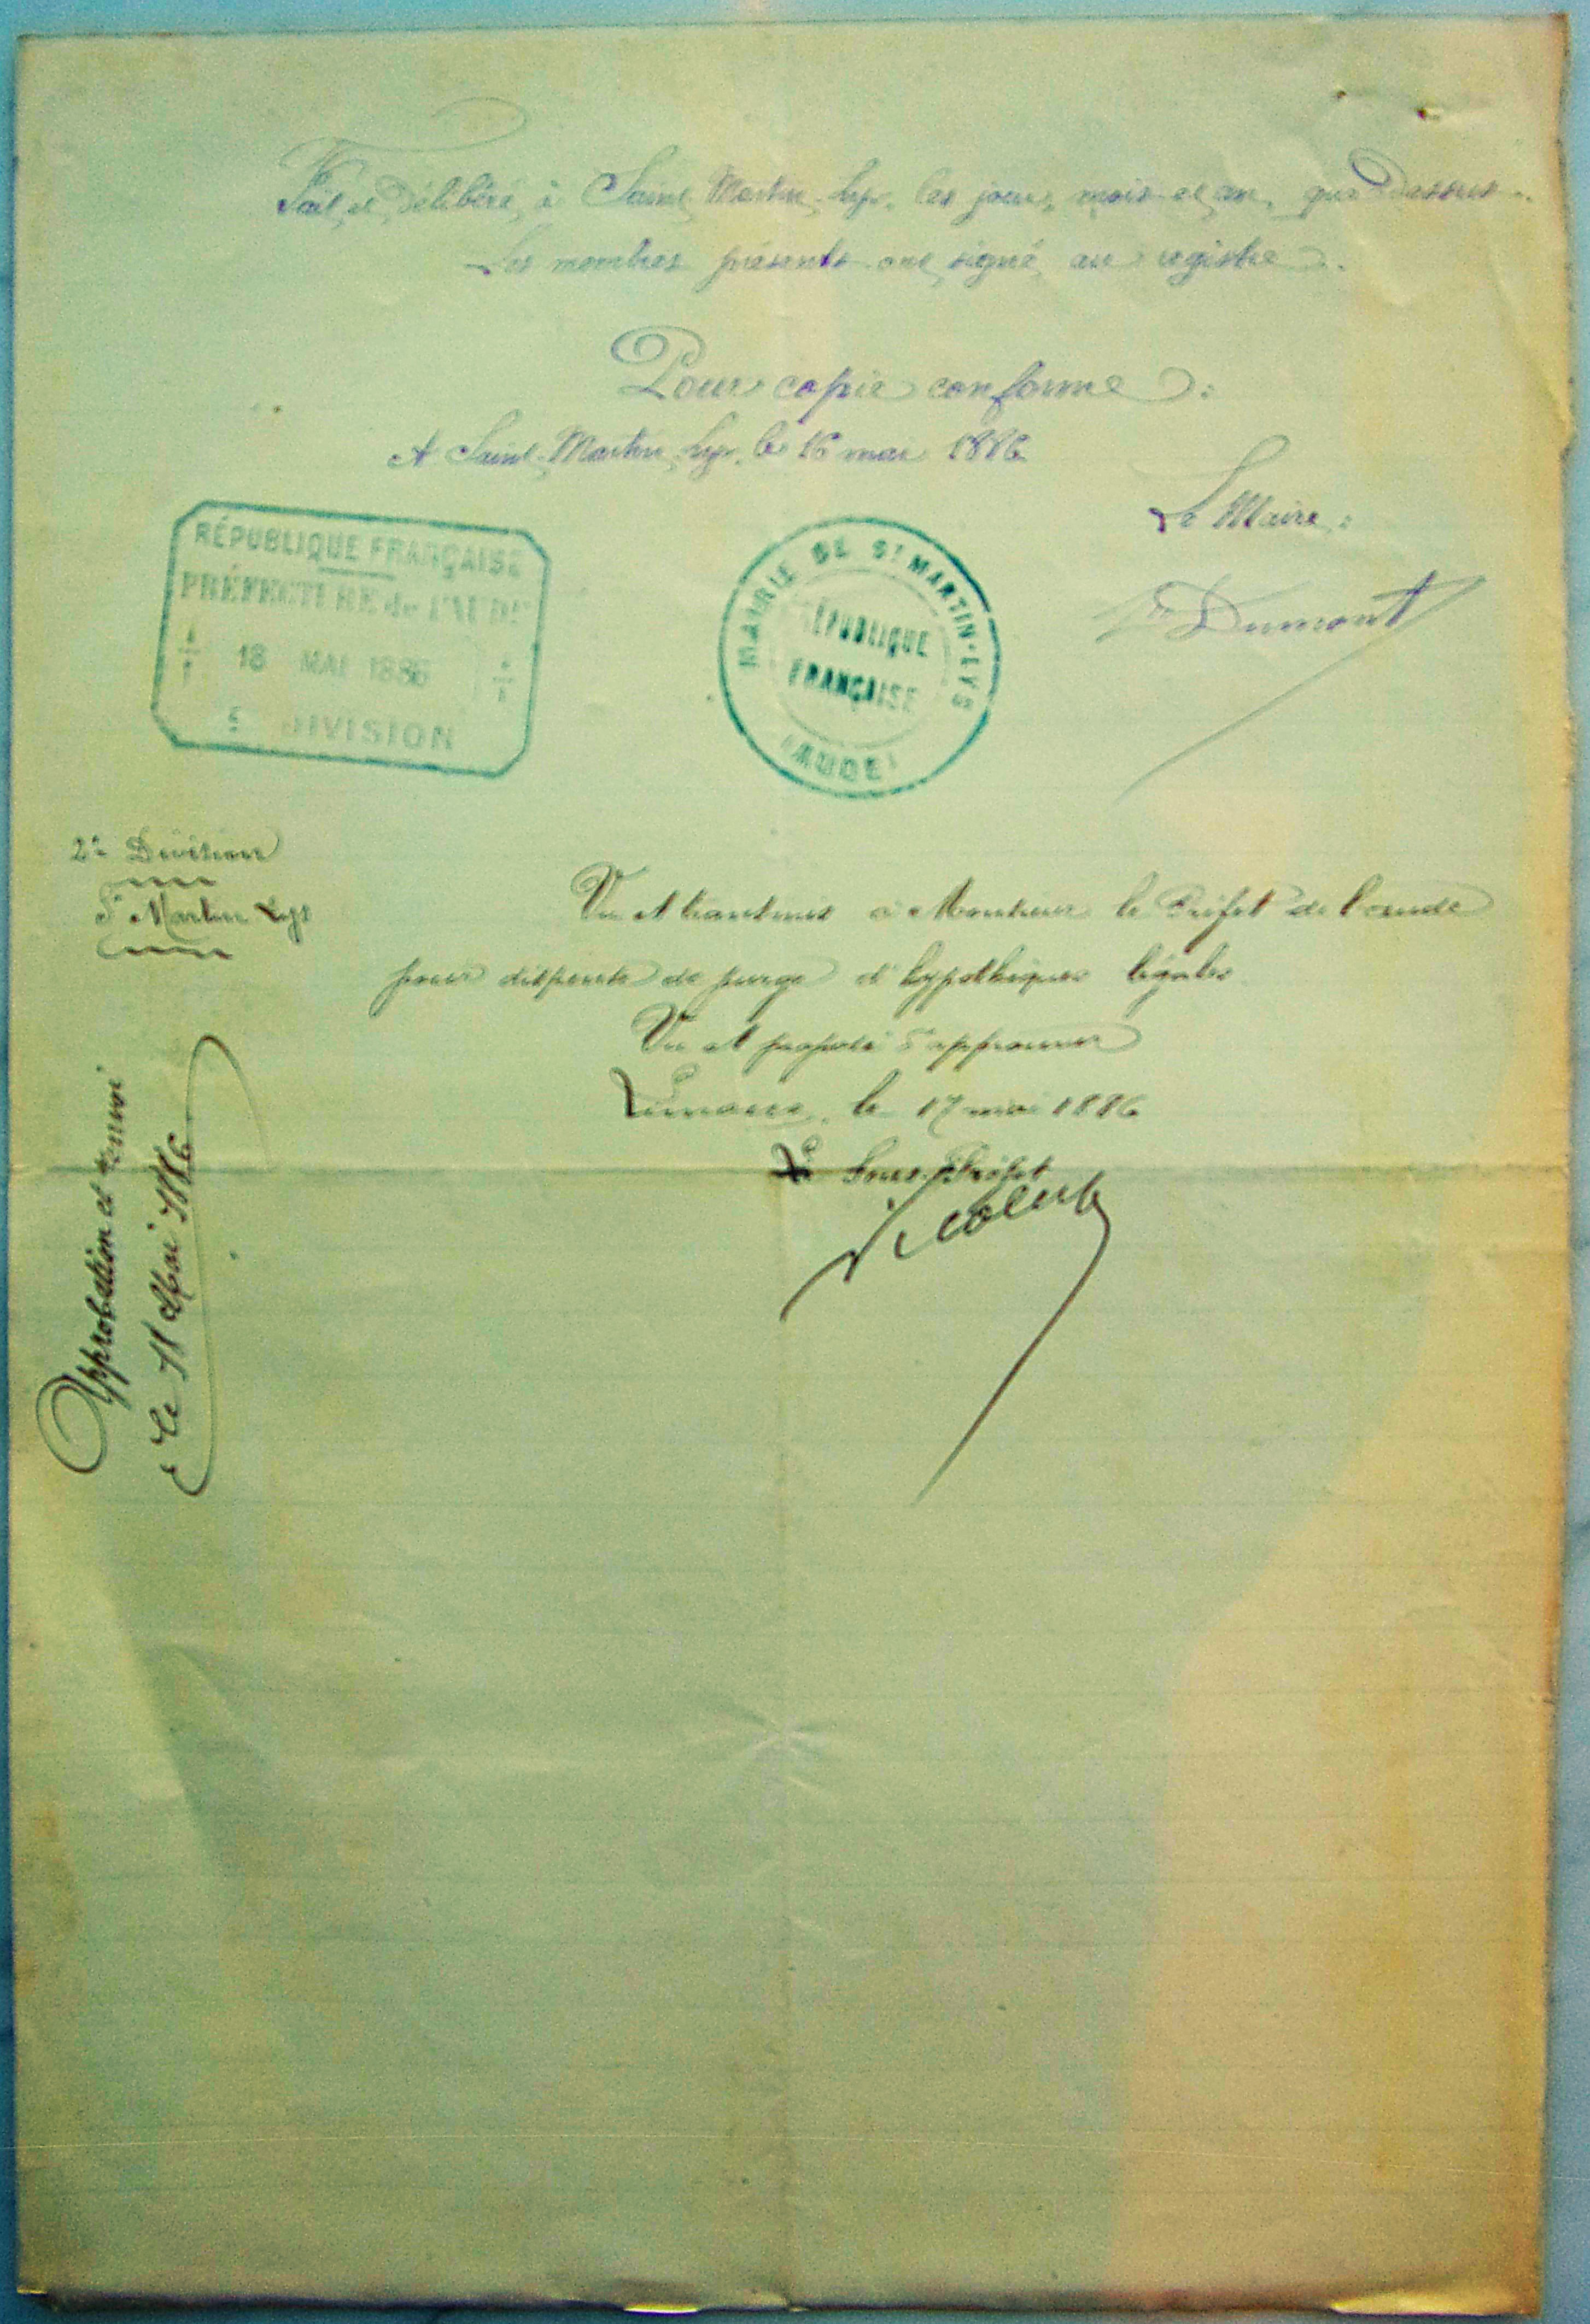 Fait et Délibéré à Saint Martin-Lys, les jour, mois et an, que Dessus.
Les membres présents ont signé au registre.
Pour copie conforme :
A Saint-Martin-Lys, le 16 mai 1886
Le Maire :
Dumont
RÉPUBLIQUE FRANÇAISE
PRÉFECTURE de l'AUDE
18 MAI 1886
DIVISION
MAIRIE DE ST MARTIN-LYS
RÉPUBLIQUE
FRANÇAISE
(AUDE)
2e Division
St Martin Lys
Vu et transmis à Monsieur le Préfet de l'aude
pour dispense de purge d'hypothèques légales
Vu et proposé d'approuver
Limoux, le 17 mai 1886
Le Sous-Préfet
Approbation et renvoi
Le 18 Mai 1886